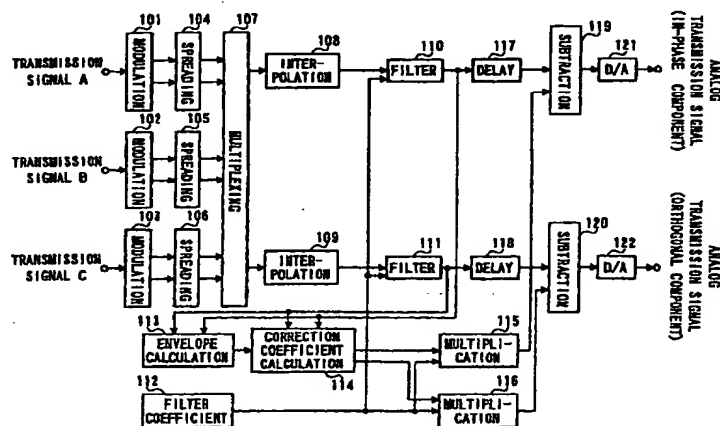 101
104
107
TRANSMISSION
SIGNAL A
MODULATION
SPREADING
MULTIPLEXING
108
INTER-
POLATION
110
FILTER
117
DELAY
119
SUBTRACTION
121
D/A
ANALOG
TRANSMISSION SIGNAL
(IN-PHASE COMPONENT)
102
105
TRANSMISSION
SIGNAL B
MODULATION
SPREADING
103
106
TRANSMISSION
SIGNAL C
MODULATION
SPREADING
109
INTER-
POLATION
111
FILTER
118
DELAY
120
SUBTRACTION
122
D/A
ANALOG
TRANSMISSION SIGNAL
(ORTHOGONAL COMPONENT)
113
ENVELOPE
CALCULATION
CORRECTION
COEFFICIENT
CALCULATION
114
115
MULTIPLI-
CATION
112
FILTER
COEFFICIENT
116
MULTIPLI-
CATION